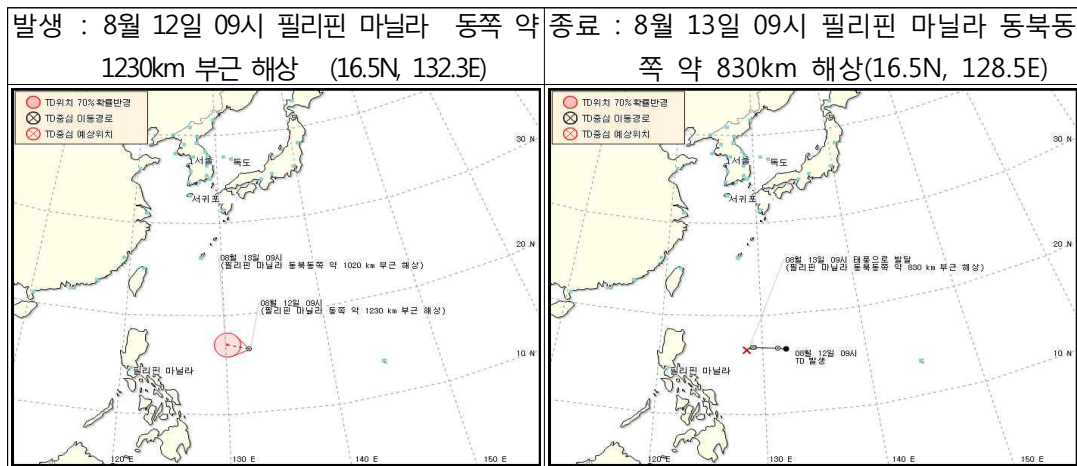 발생 : 8월 12일 09시 필리핀 마닐라 동쪽 약
1230km 부근 해상 (16.5N, 132.3E)
종료 : 8월 13일 09시 필리핀 마닐라 동북동
쪽 약 830km 해상(16.5N, 128.5E)
TD위치 70%확률반경
TD중심 이동경로
TD중심 예상위치
서울
독도
서귀포
30 N
20 N
08월 13일 09시
(필리핀 마닐라 동북동쪽 약 1020 km 부근 해상)
08월 12일 09시
(필리핀 마닐라 동쪽 약 1230 km 부근 해상)
10 N
필리핀 마닐라
120°E
130 E
140 E
150 E
TD위치 70%확률반경
TD중심 이동경로
TD중심 예상위치
서울
독도
서귀포
30 N
20 N
08월 13일 09시 태풍으로 발달
(필리핀 마닐라 동북동쪽 약 830 km 부근 해상)
08월 12일 09시
TD 발생
10 N
필리핀 마닐라
120°E
130 E
140 E
150 E